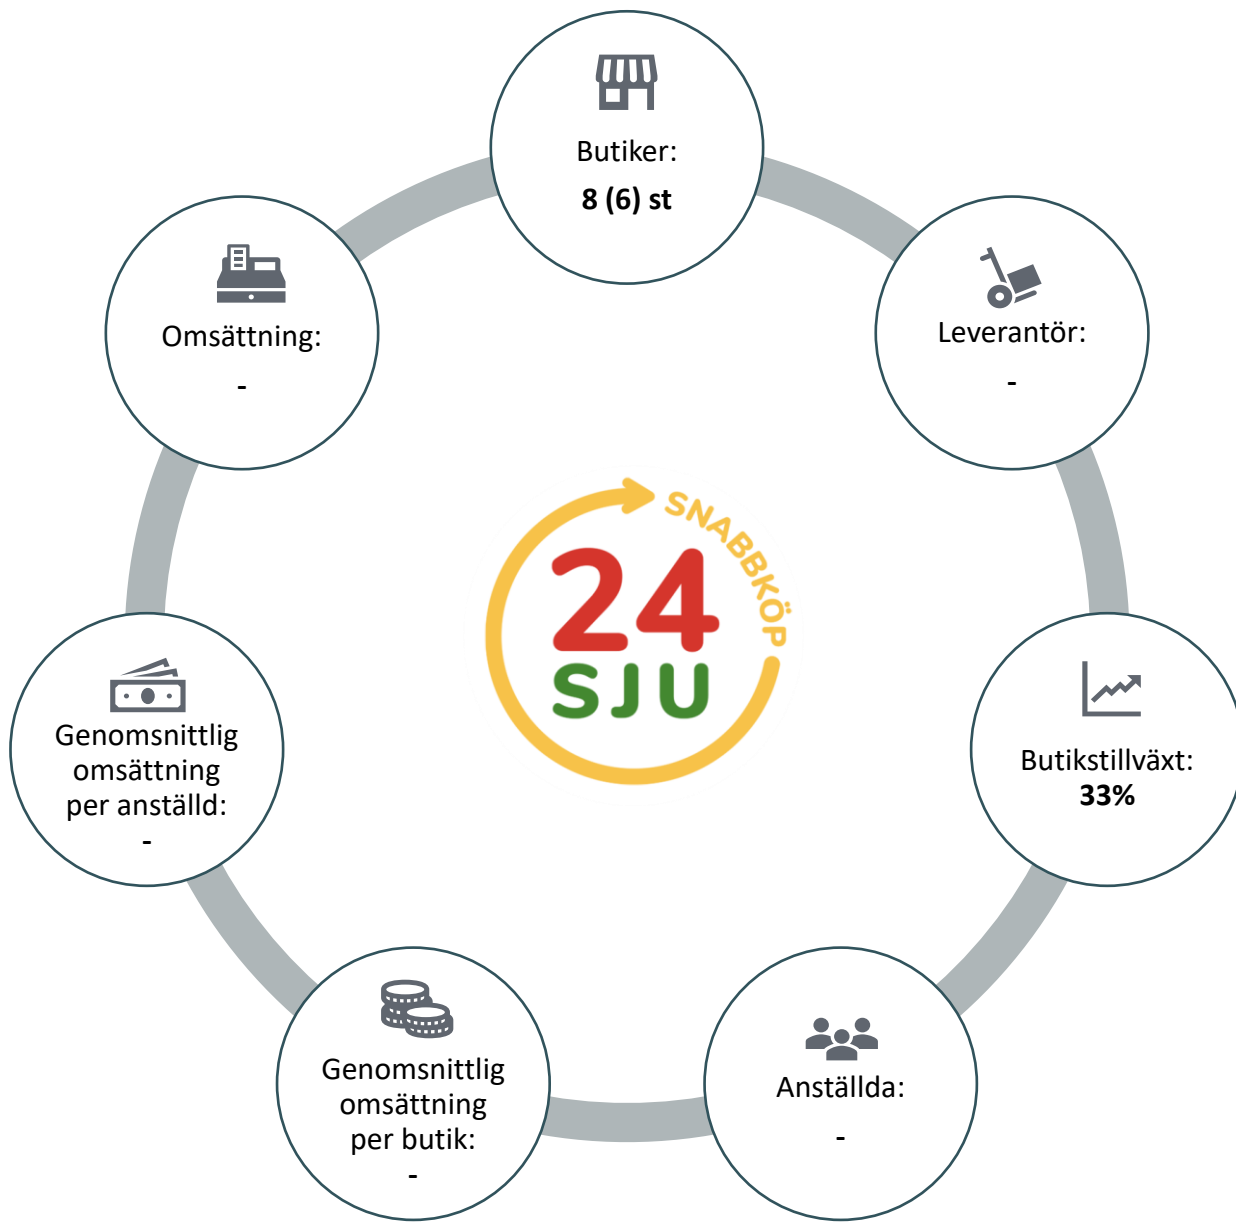 Butiker:
8 (6) st
Leverantör:
-
Butikstillväxt:
33%
Anställda:
-
Genomsnittlig
omsättning
per butik:
-
Genomsnittlig
omsättning
per anställd:
-
Omsättning:
-
SNABBKÖP
24
SJU